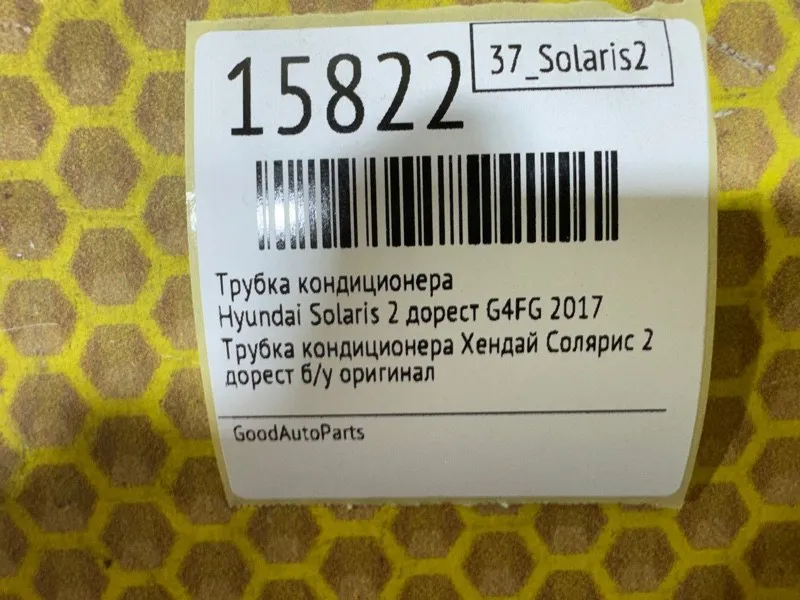 15822
37_Solaris2
Трубка кондиционера
Hyundai Solaris 2 дорест G4FG 2017
Трубка кондиционера Хендай Солярис 2
дорест б/у оригинал
GoodAutoParts